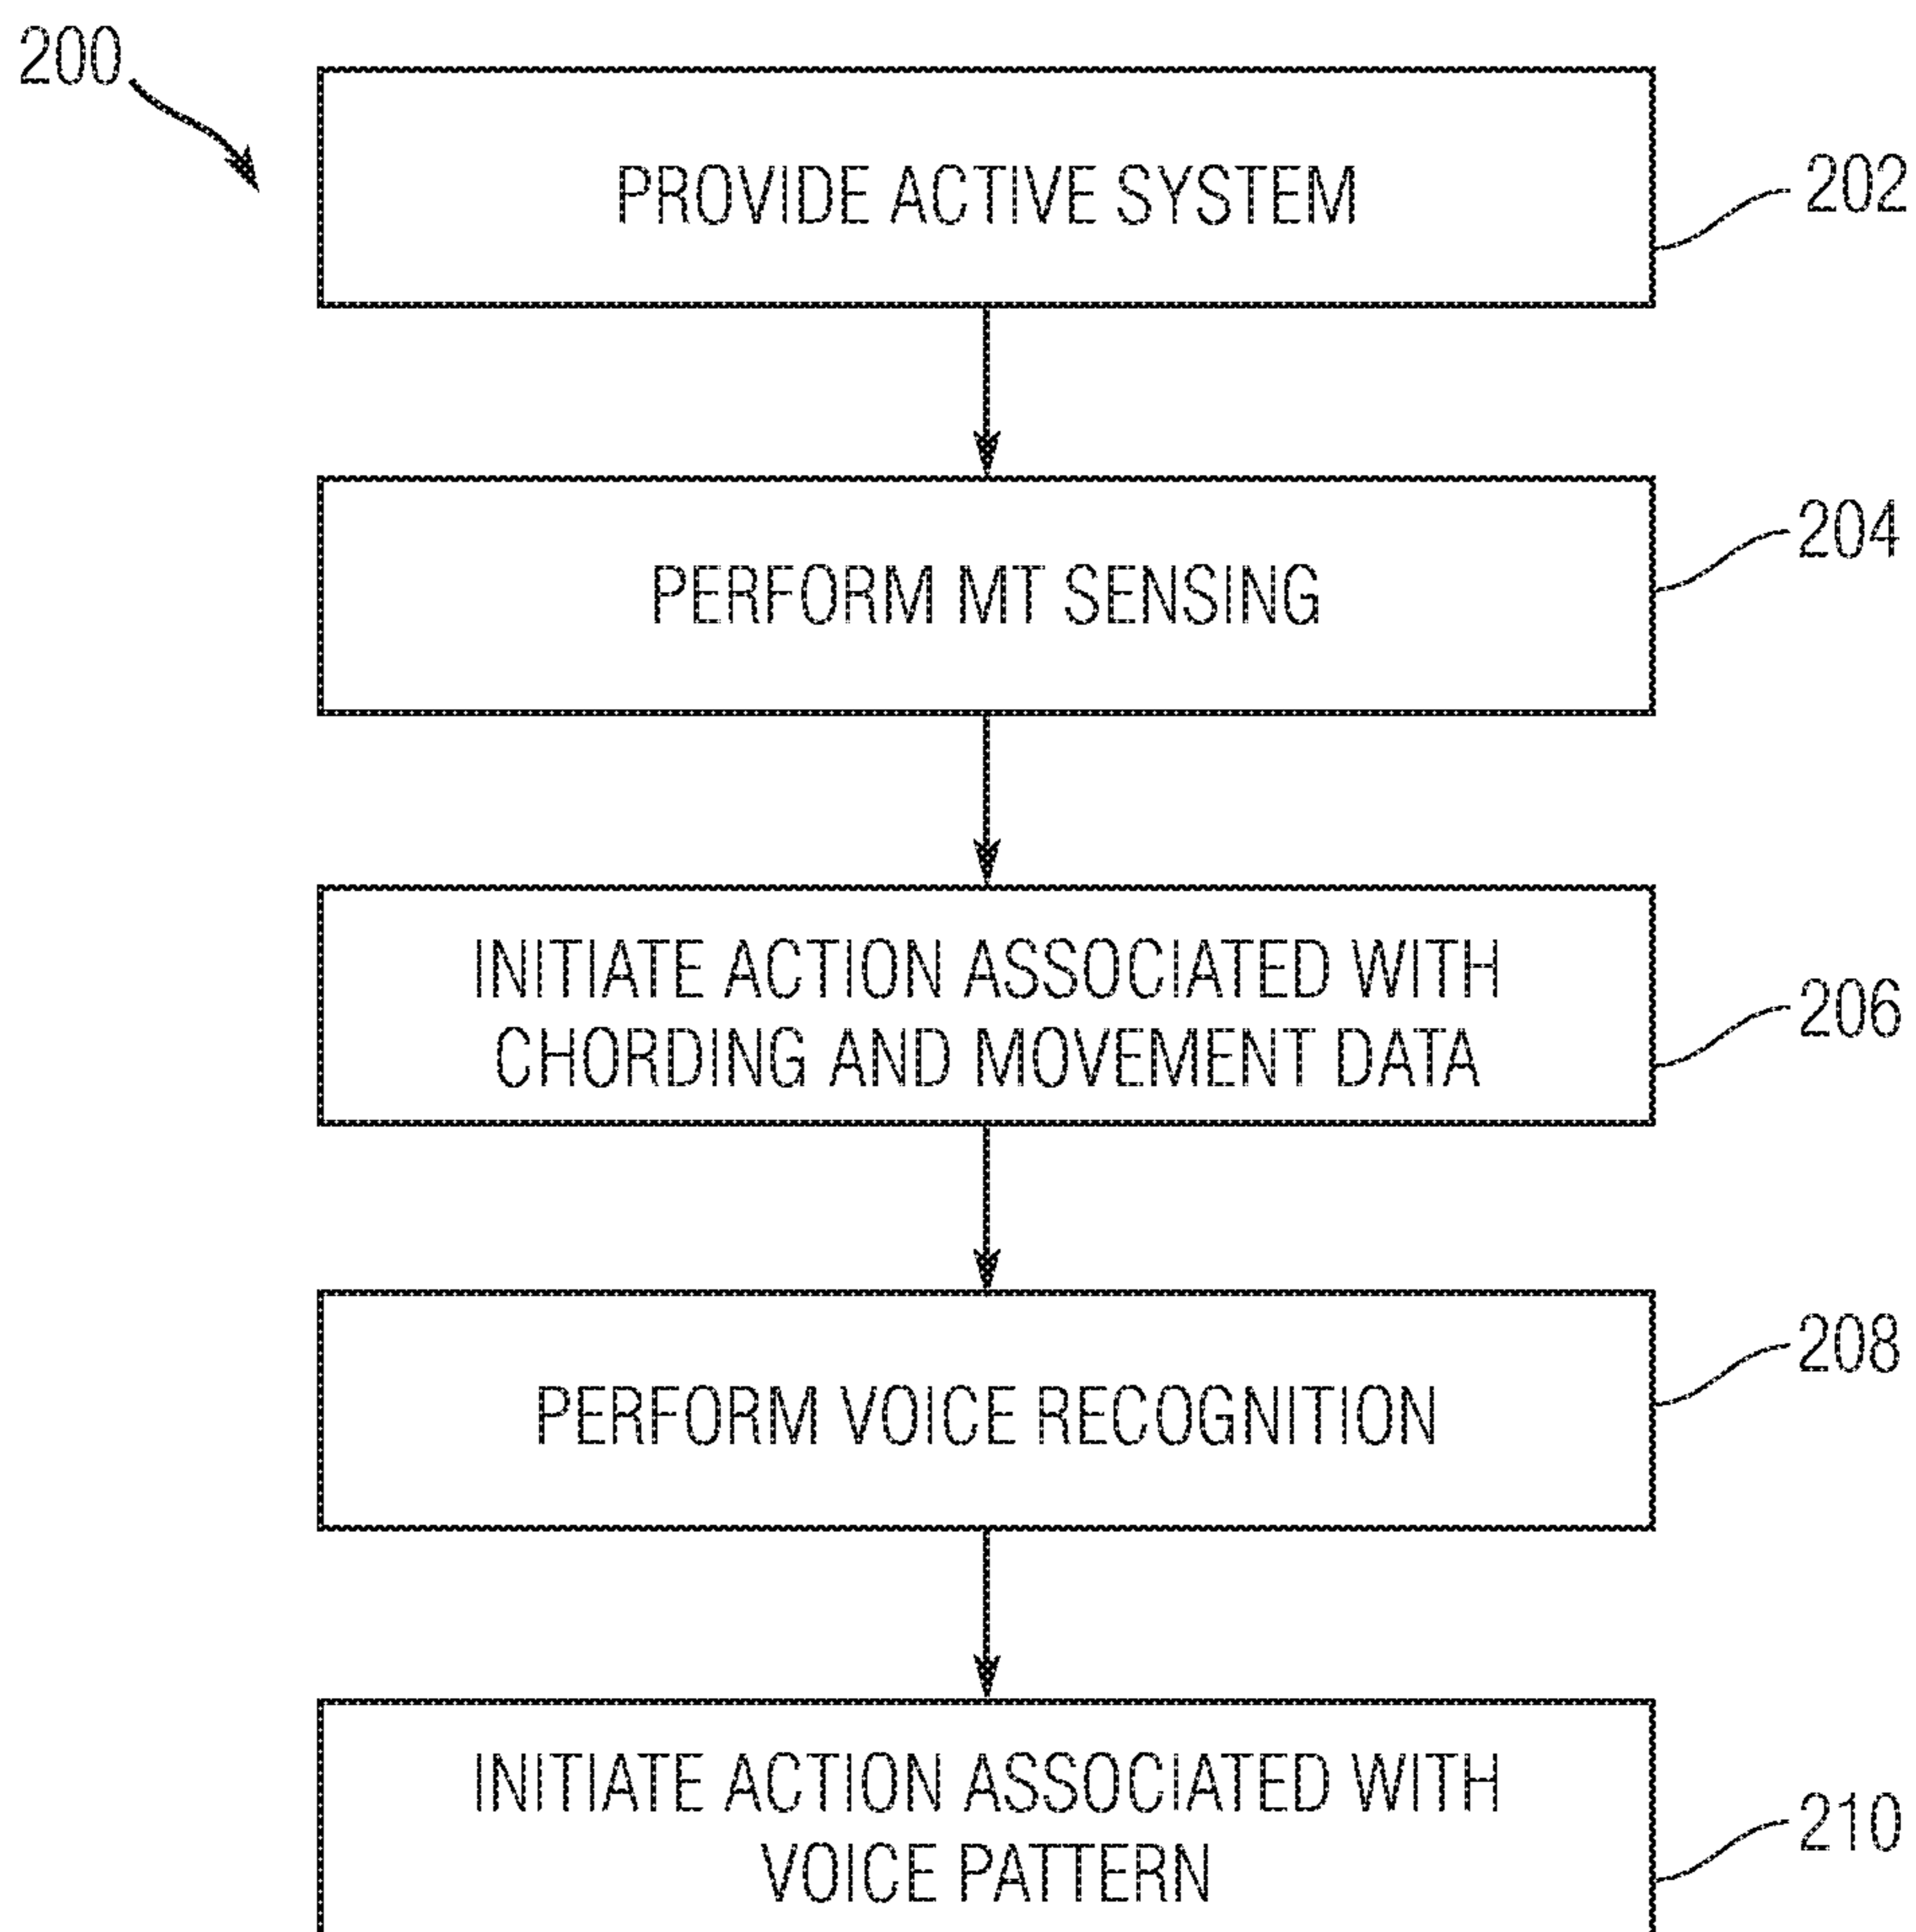 200
PROVIDE ACTIVE SYSTEM
202
PERFORM MT SENSING
204
INITIATE ACTION ASSOCIATED WITH
CHORDING AND MOVEMENT DATA
206
PERFORM VOICE RECOGNITION
208
INITIATE ACTION ASSOCIATED WITH
VOICE PATTERN
210